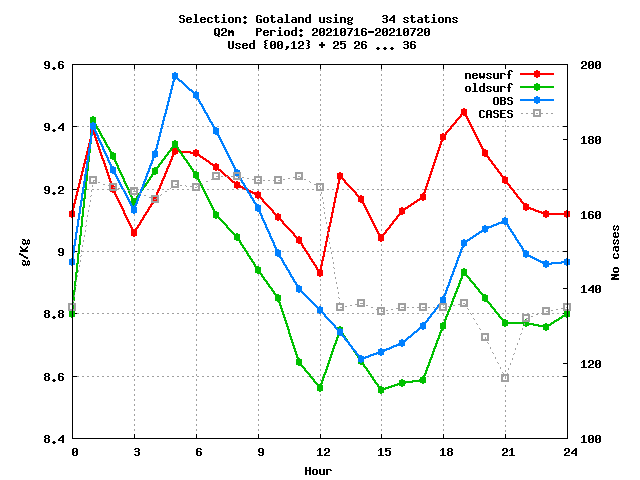 Selection: Gotaland using    34 stations
Q2m   Period: 20210716-20210720
Used {00,12} + 25 26 ... 36
9.6
9.4
9.2
9
8.8
8.6
8.4
g/Kg
200
180
160
140
120
100
No cases
newsurf
oldsurf
OBS
CASES
0 3 6 9 12 15 18 21 24
Hour